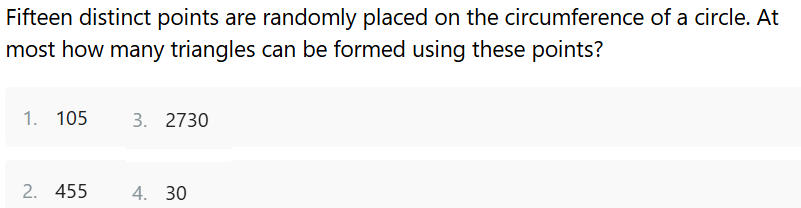 Fifteen distinct points are randomly placed on the circumference of a circle. At
most how many triangles can be formed using these points?
1. 105 3. 2730
2. 455 4. 30